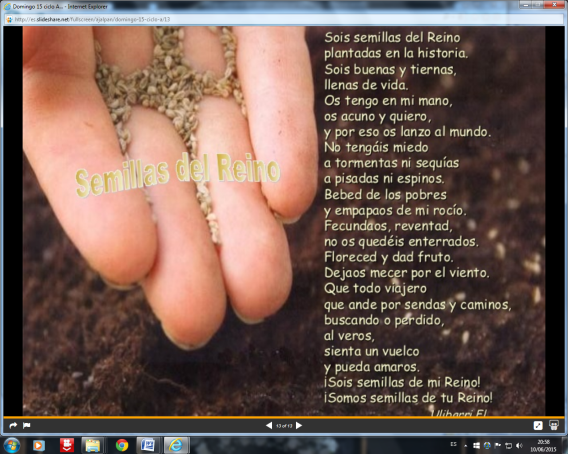 Domingo 15 ciclo A... - Internet Explorer
http://es.slideshare.net/fullscreen/sjalpan/domingo-15-ciclo-a/13
Semillas del Reino
Sois semillas del Reino
plantadas en la historia.
Sois buenas y tiernas,
llenas de vida.
Os tengo en mi mano,
os acuno y quiero,
y por eso os lanzo al mundo.
No tengáis miedo
a tormentas ni sequías
a pisadas ni espinos.
Bebed de los pobres
y empapaos de mi rocío.
Fecundaos, reventad,
no os quedéis enterrados.
Floreced y dad fruto.
Dejaos mecer por el viento.
Que todo viajero
que ande por sendas y caminos,
buscando o perdido,
al veros,
sienta un vuelco
y pueda amaros.
¡Sois semillas de mi Reino!
¡Somos semillas de tu Reino!
Ulibarri Fl.
13 of 13
ES
20:58
10/06/2015